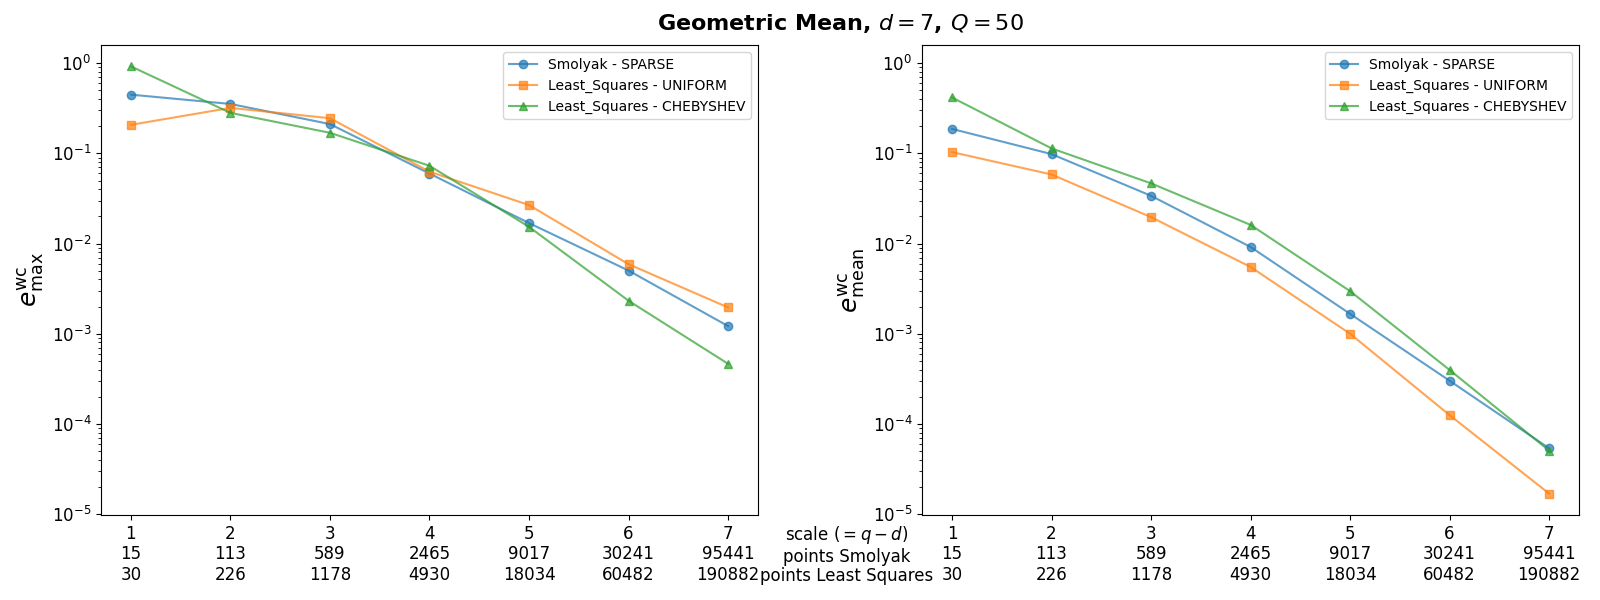 Geometric Mean, d = 7, Q = 50
10⁰
10⁻¹
10⁻²
10⁻³
10⁻⁴
10⁻⁵
e^wc_max
Smolyak - SPARSE
Least_Squares - UNIFORM
Least_Squares - CHEBYSHEV
10⁰
10⁻¹
10⁻²
10⁻³
10⁻⁴
10⁻⁵
e^wc_mean
Smolyak - SPARSE
Least_Squares - UNIFORM
Least_Squares - CHEBYSHEV
1 2 3 4 5 6 7 scale (= q − d) 1 2 3 4 5 6 7
15 113 589 2465 9017 30241 95441 points Smolyak 15 113 589 2465 9017 30241 95441
30 226 1178 4930 18034 60482 190882 points Least Squares 30 226 1178 4930 18034 60482 190882